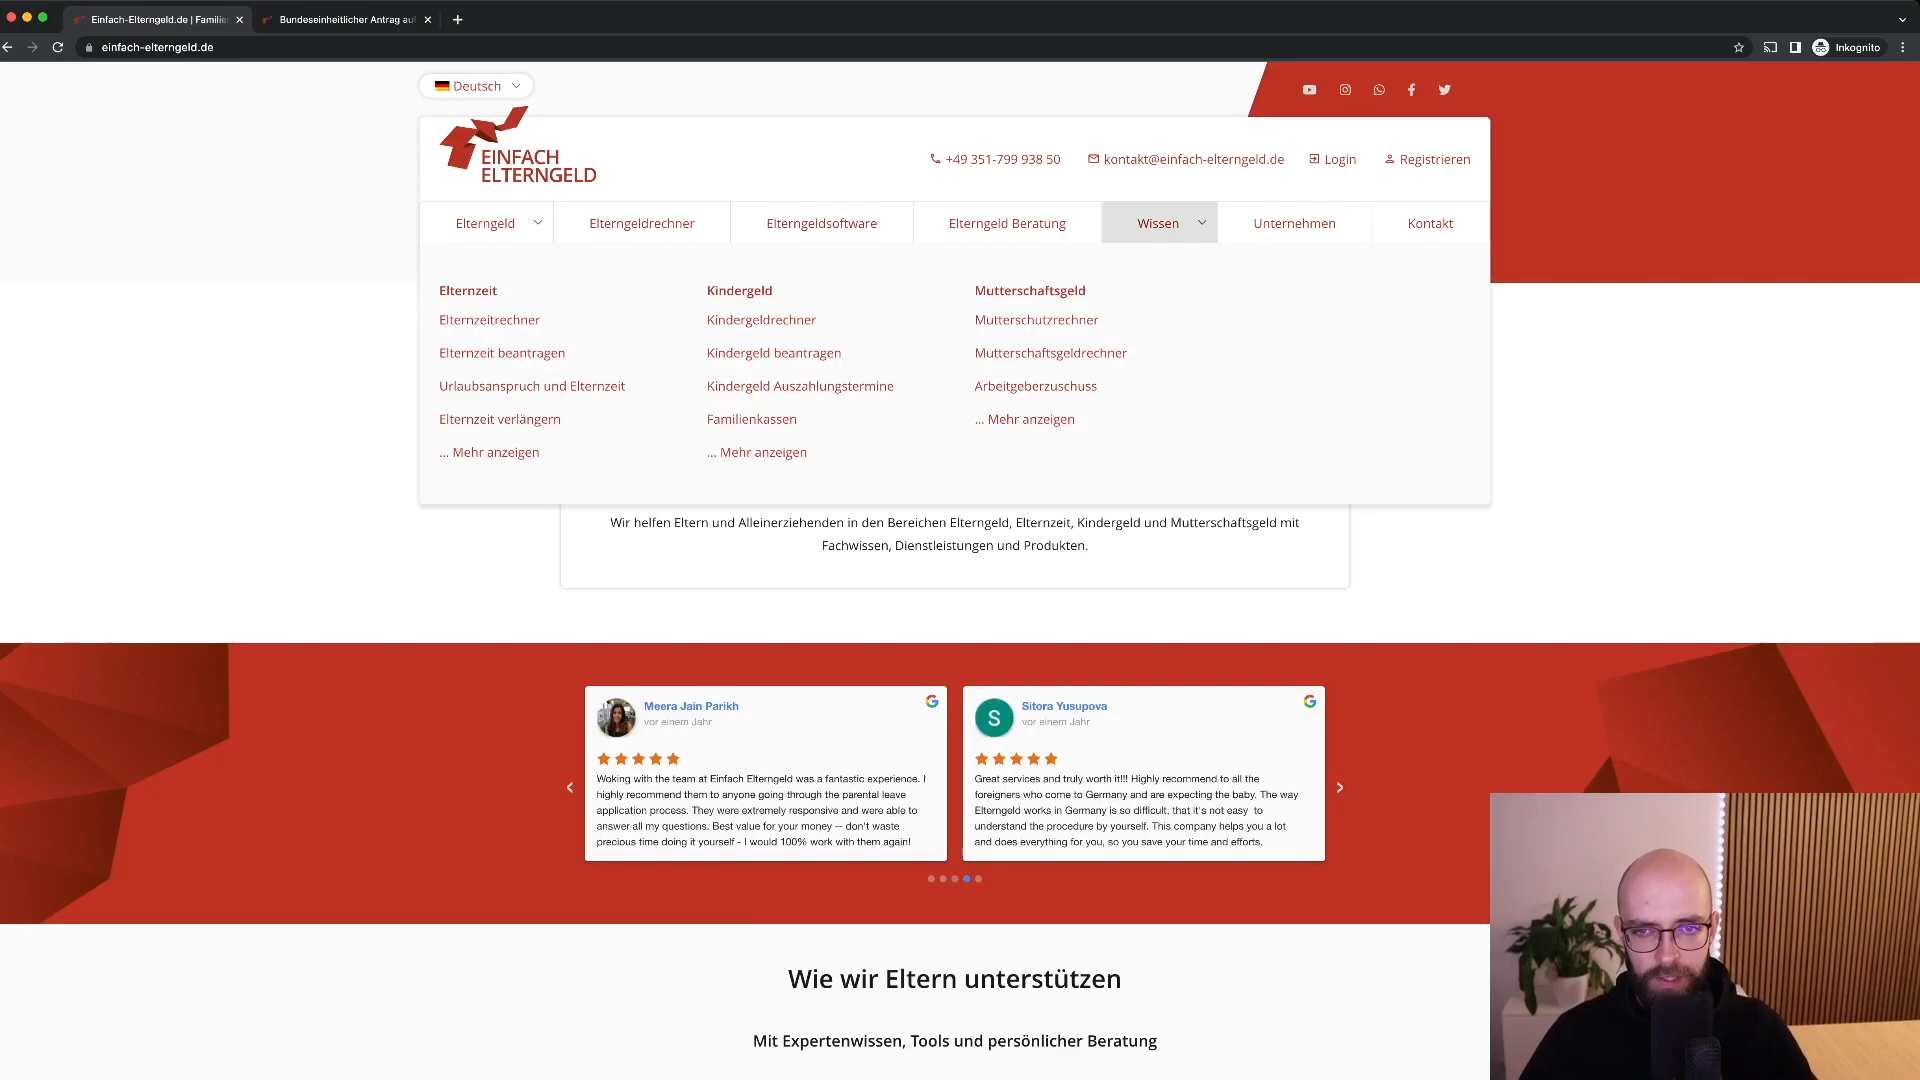 Einfach-Elterngeld.de | Familie
Bundeseinheitlicher Antrag auf
einfach-elterngeld.de
Inkognito
Deutsch
EINFACH
ELTERNGELD
+49 351-799 938 50
kontakt@einfach-elterngeld.de
Login
Registrieren
Elterngeld
Elterngeldrechner
Elterngeldsoftware
Elterngeld Beratung
Wissen
Unternehmen
Kontakt
Elternzeit
Elternzeitrechner
Elternzeit beantragen
Urlaubsanspruch und Elternzeit
Elternzeit verlängern
... Mehr anzeigen
Kindergeld
Kindergeldrechner
Kindergeld beantragen
Kindergeld Auszahlungstermine
Familienkassen
... Mehr anzeigen
Mutterschaftsgeld
Mutterschutzrechner
Mutterschaftsgeldrechner
Arbeitgeberzuschuss
... Mehr anzeigen
Wir helfen Eltern und Alleinerziehenden in den Bereichen Elterngeld, Elternzeit, Kindergeld und Mutterschaftsgeld mit
Fachwissen, Dienstleistungen und Produkten.
Meera Jain Parikh
vor einem Jahr
Woking with the team at Einfach Elterngeld was a fantastic experience. I
highly recommend them to anyone going through the parental leave
application process. They were extremely responsive and were able to
answer all my questions. Best value for your money -- don't waste
precious time doing it yourself - I would 100% work with them again!
S
Sitora Yusupova
vor einem Jahr
Great services and truly worth it!!! Highly recommend to all the
foreigners who come to Germany and are expecting the baby. The way
Elterngeld works in Germany is so difficult, that it's not easy to
understand the procedure by yourself. This company helps you a lot
and does everything for you, so you save your time and efforts.
Wie wir Eltern unterstützen
Mit Expertenwissen, Tools und persönlicher Beratung